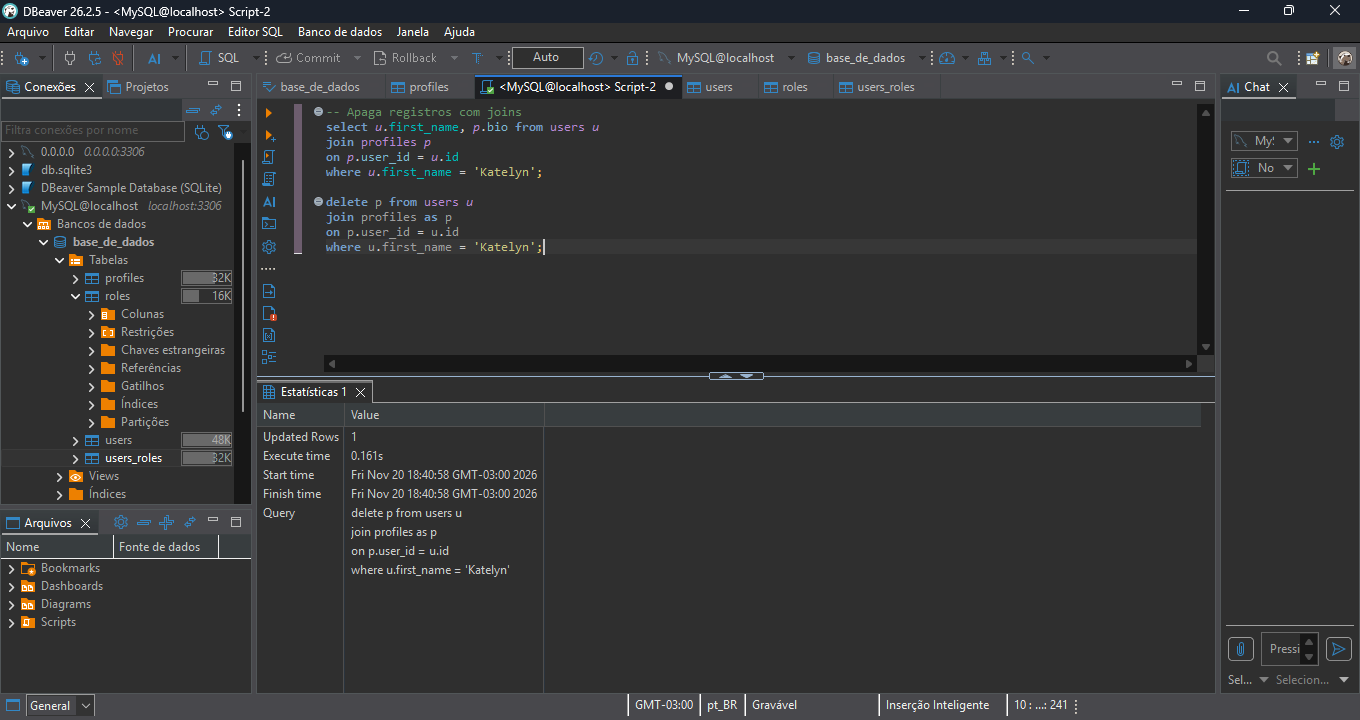 DBeaver 26.2.5 - <MySQL@localhost> Script-2
Arquivo Editar Navegar Procurar Editor SQL Banco de dados Janela Ajuda
AI SQL Commit Rollback T Auto MySQL@localhost base_de_dados
Conexões Projetos
Filtra conexões por nome
0.0.0.0 0.0.0.0:3306
db.sqlite3
DBeaver Sample Database (SQLite)
MySQL@localhost localhost:3306
Bancos de dados
base_de_dados
Tabelas
profiles 32K
roles 16K
Colunas
Restrições
Chaves estrangeiras
Referências
Gatilhos
Índices
Partições
users 48K
users_roles 32K
Views
Índices
Arquivos
Nome Fonte de dados
Bookmarks
Dashboards
Diagrams
Scripts
base_de_dados profiles <MySQL@localhost> Script-2 users roles users_roles
AI
-- Apaga registros com joins
select u.first_name, p.bio from users u
join profiles p
on p.user_id = u.id
where u.first_name = 'Katelyn';
delete p from users u
join profiles as p
on p.user_id = u.id
where u.first_name = 'Katelyn';
Estatísticas 1
Name Value
Updated Rows 1
Execute time 0.161s
Start time Fri Nov 20 18:40:58 GMT-03:00 2026
Finish time Fri Nov 20 18:40:58 GMT-03:00 2026
Query delete p from users u
join profiles as p
on p.user_id = u.id
where u.first_name = 'Katelyn'
AI Chat
My:
No
Pressi
Sel... Selecion...
General GMT-03:00 pt_BR Gravável Inserção Inteligente 10 : ...: 241